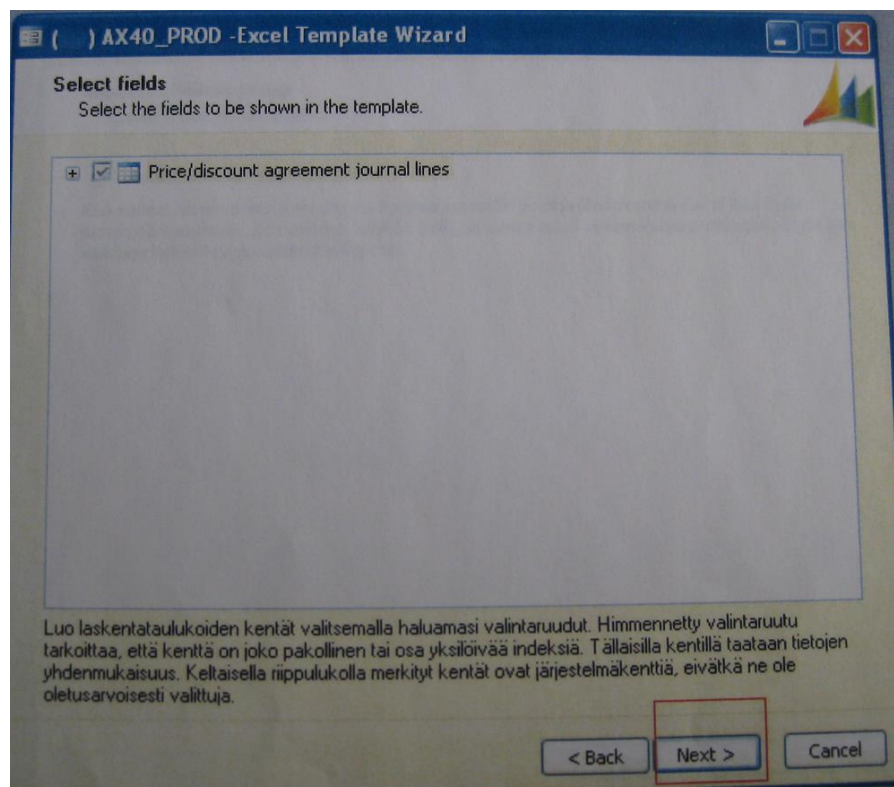 ( ) AX40_PROD -Excel Template Wizard
Select fields
Select the fields to be shown in the template.
Price/discount agreement journal lines
Luo laskentataulukoiden kentät valitsemalla haluamasi valintaruudut. Himmennetty valintaruutu
tarkoittaa, että kenttä on joko pakollinen tai osa yksilöivää indeksiä. Tällaisilla kentillä taataan tietojen
yhdenmukaisuus. Keltaisella riippulukolla merkityt kentät ovat järjestelmäkenttiä, eivätkä ne ole
oletusarvoisesti valittuja.
< Back Next > Cancel